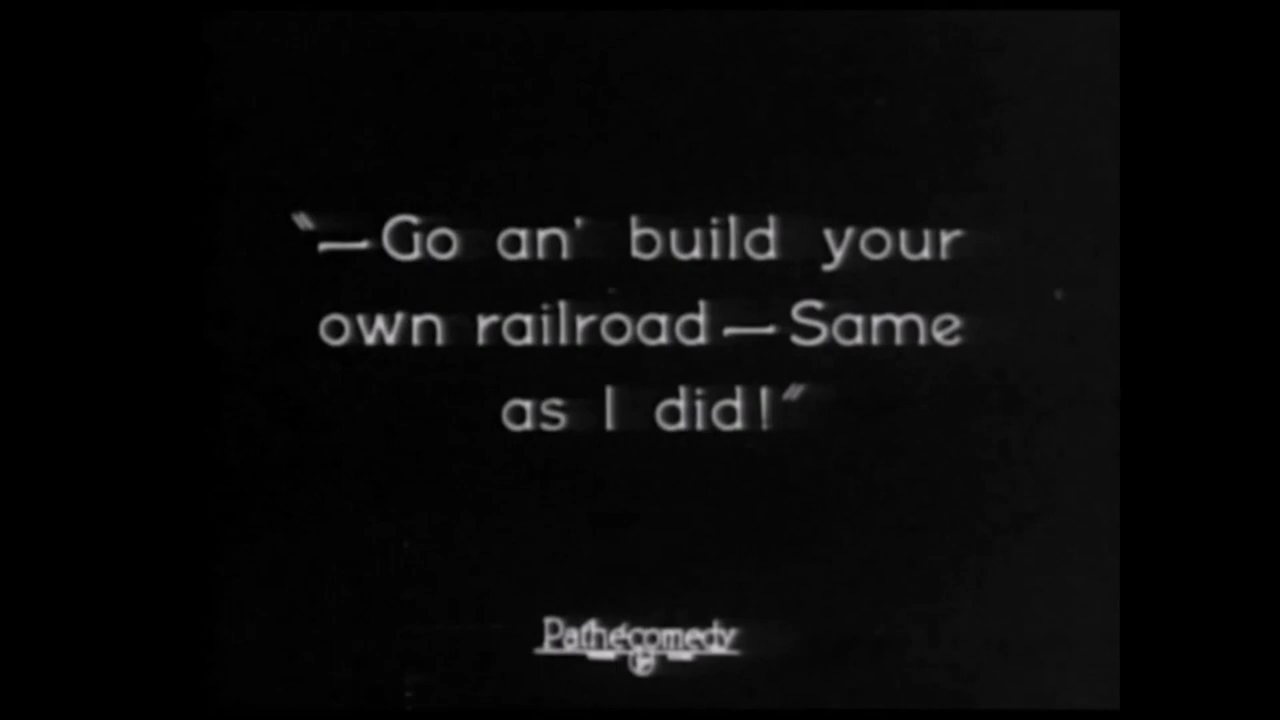 "—Go an' build your
own railroad—Same
as I did!"
Pathécomedy